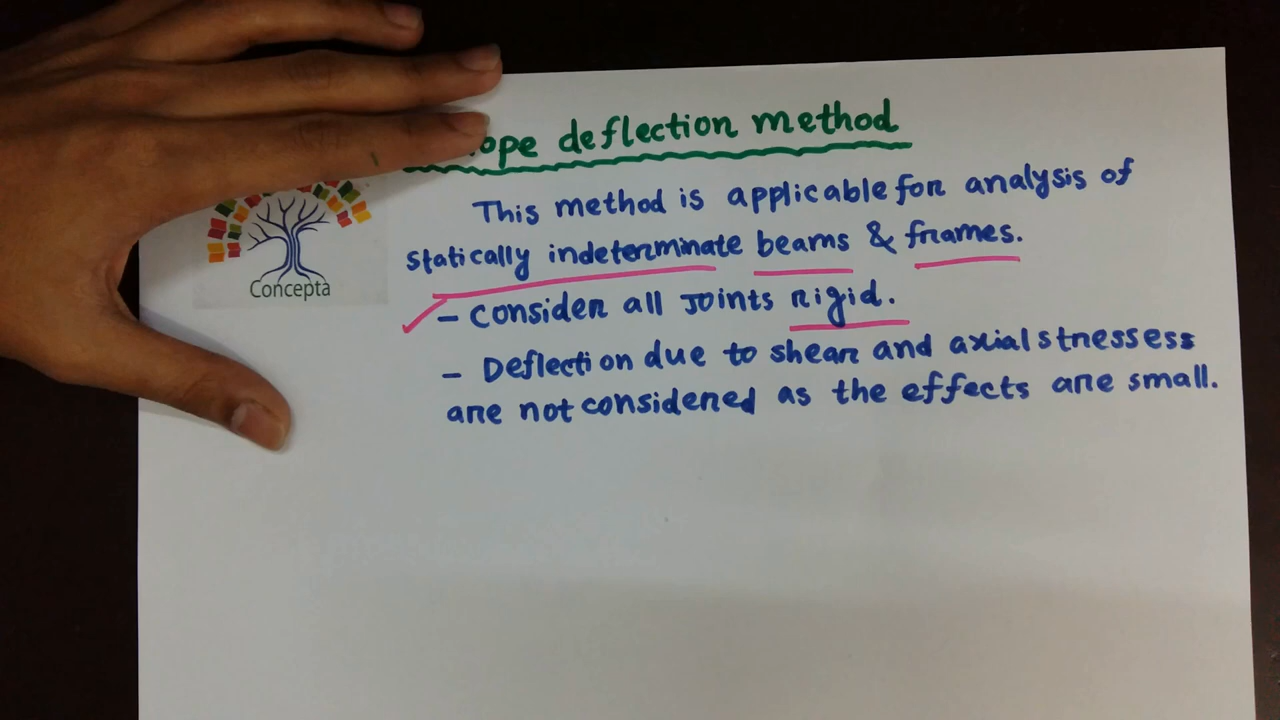 ope deflection method
This method is applicable for analysis of
statically indeterminate beams & frames.
- Consider all Joints rigid.
- Deflection due to shear and axial stressess
are not considered as the effects are small.
Concepta